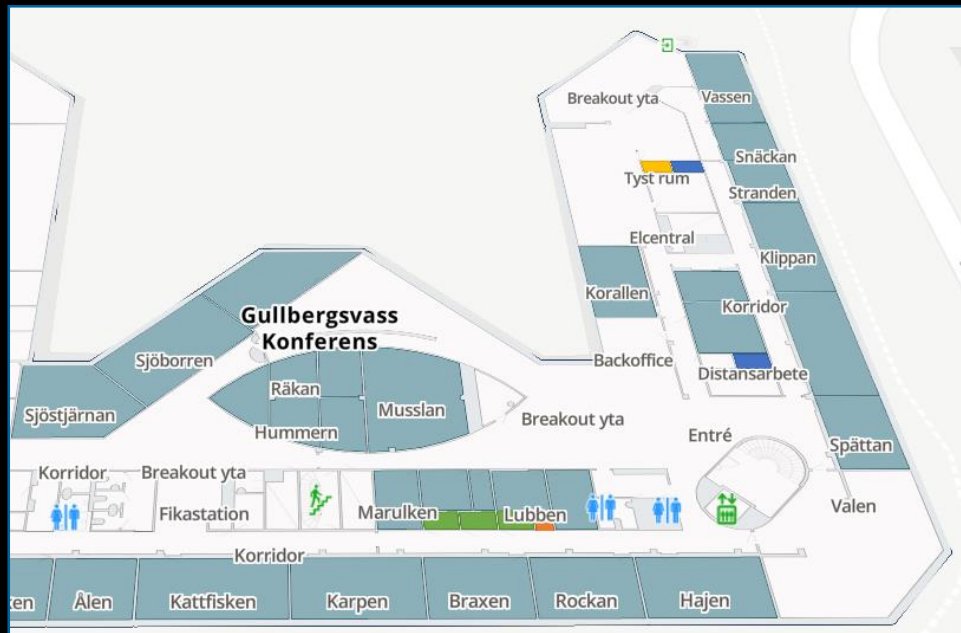 Breakout yta
Vassen
Snäckan
Tyst rum
Stranden
Elcentral
Klippan
Korallen
Korridor
Gullbergsvass
Konferens
Sjöborren
Backoffice
Distansarbete
Räkan
Sjöstjärnan
Musslan
Breakout yta
Hummern
Entré
Spättan
Korridor
Breakout yta
Valen
Fikastation
Marulken
Lubben
Korridor
ken
Ålen
Kattfisken
Karpen
Braxen
Rockan
Hajen